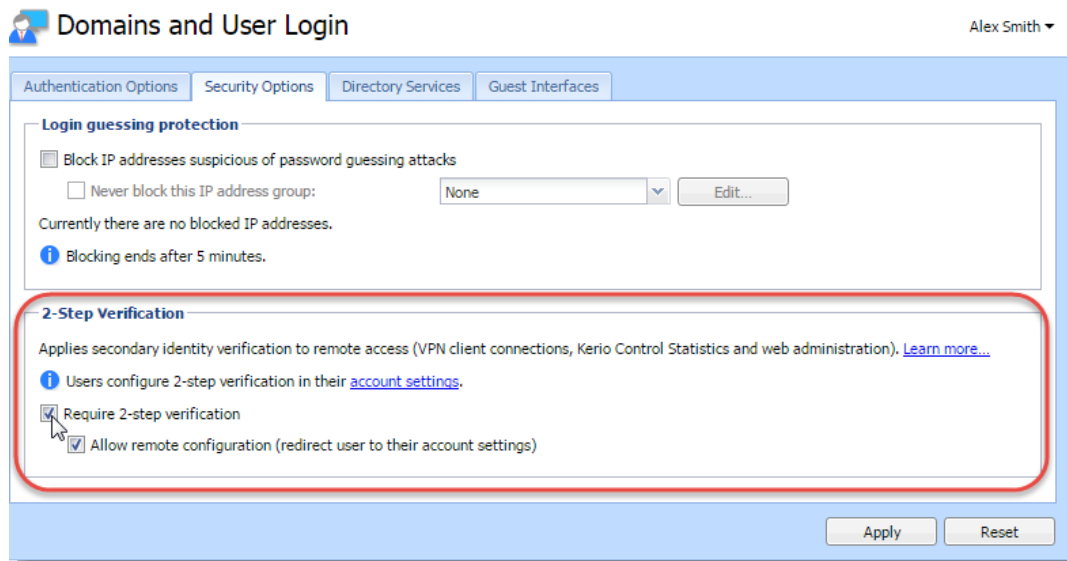 Domains and User Login
Alex Smith
Authentication Options
Security Options
Directory Services
Guest Interfaces
Login guessing protection
Block IP addresses suspicious of password guessing attacks
Never block this IP address group:
None
Edit...
Currently there are no blocked IP addresses.
Blocking ends after 5 minutes.
2-Step Verification
Applies secondary identity verification to remote access (VPN client connections, Kerio Control Statistics and web administration). Learn more...
Users configure 2-step verification in their account settings.
Require 2-step verification
Allow remote configuration (redirect user to their account settings)
Apply
Reset